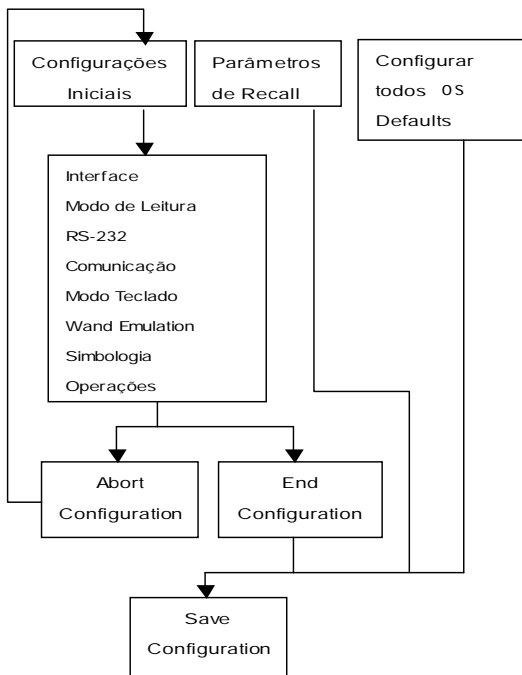 Configurações
Iniciais
Parâmetros
de Recall
Configurar
todos OS
Defaults
Interface
Modo de Leitura
RS-232
Comunicação
Modo Teclado
Wand Emulation
Simbologia
Operações
Abort
Configuration
End
Configuration
Save
Configuration